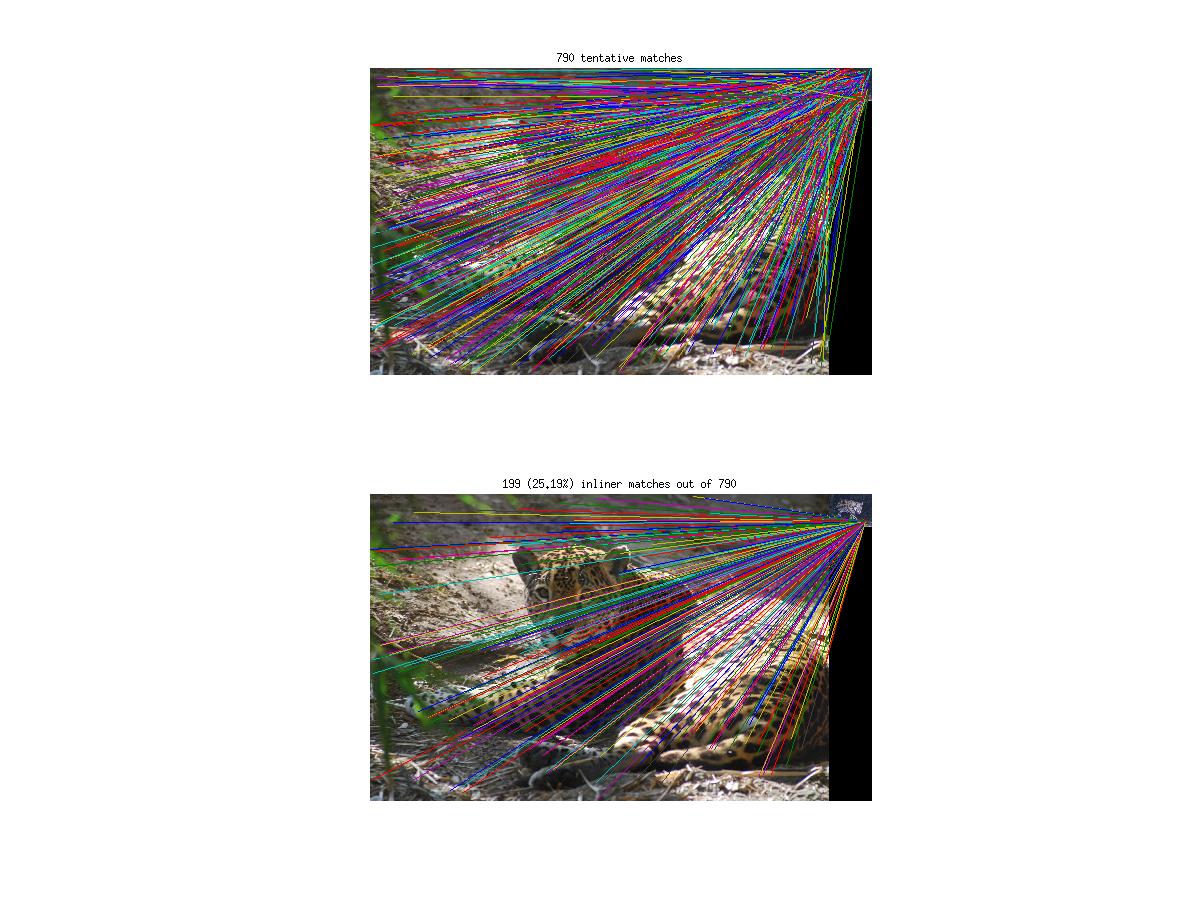 790 tentative matches
199 (25.19%) inliner matches out of 790